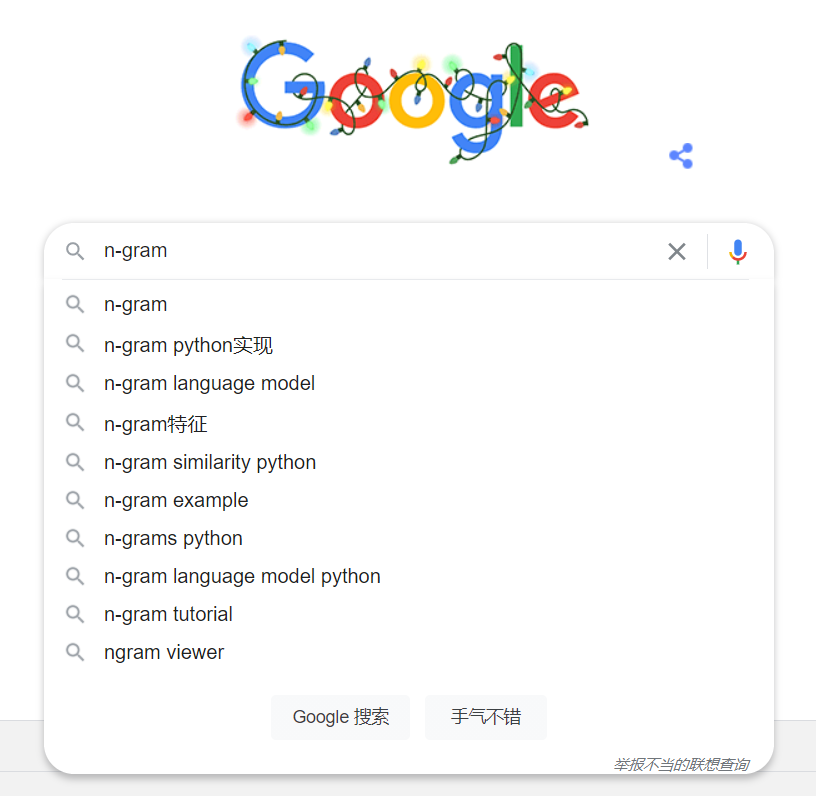 Google
n-gram
n-gram
n-gram python实现
n-gram language model
n-gram特征
n-gram similarity python
n-gram example
n-grams python
n-gram language model python
n-gram tutorial
ngram viewer
Google 搜索
手气不错
举报不当的联想查询